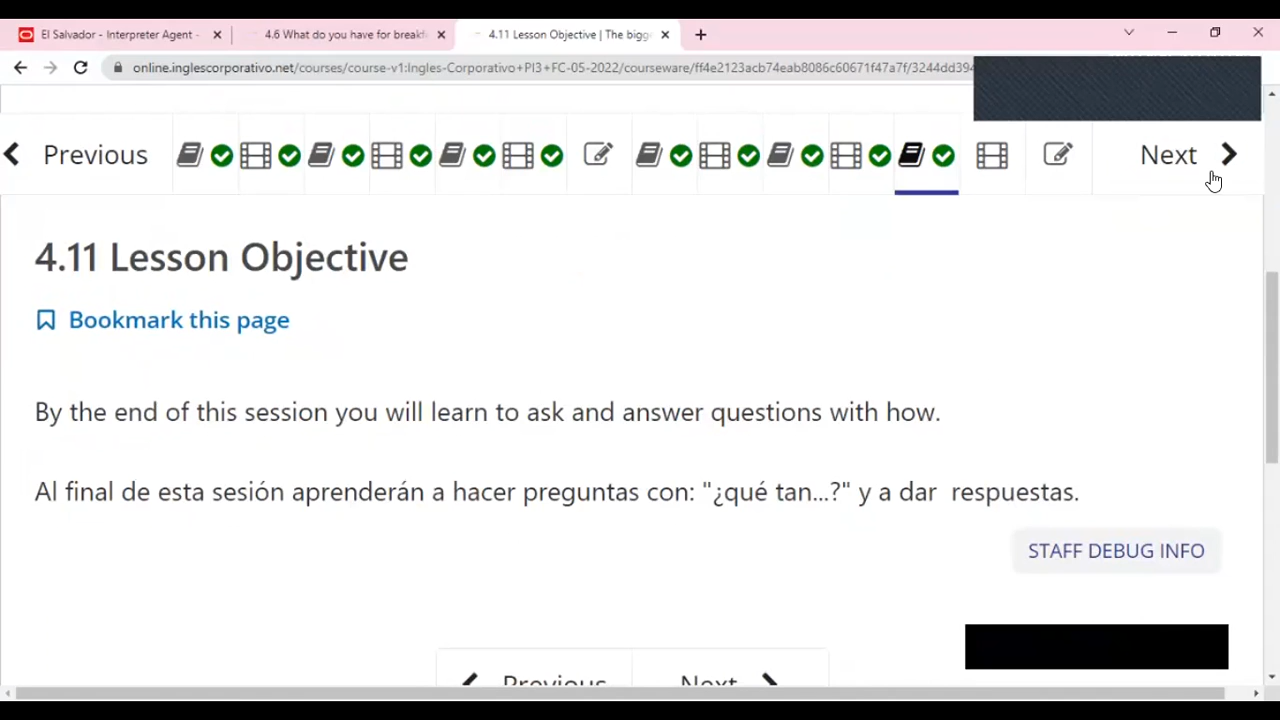 El Salvador - Interpreter Agent -
4.6 What do you have for breakf
4.11 Lesson Objective | The bigg
online.inglescorporativo.net/courses/course-v1:Ingles-Corporativo+PI3+FC-05-2022/courseware/ff4e2123acb74eab8086c60671f47a7f/3244dd394
Previous
Next
4.11 Lesson Objective
Bookmark this page
By the end of this session you will learn to ask and answer questions with how.
Al final de esta sesión aprenderán a hacer preguntas con: "¿qué tan...?" y a dar respuestas.
STAFF DEBUG INFO
Previous
Next